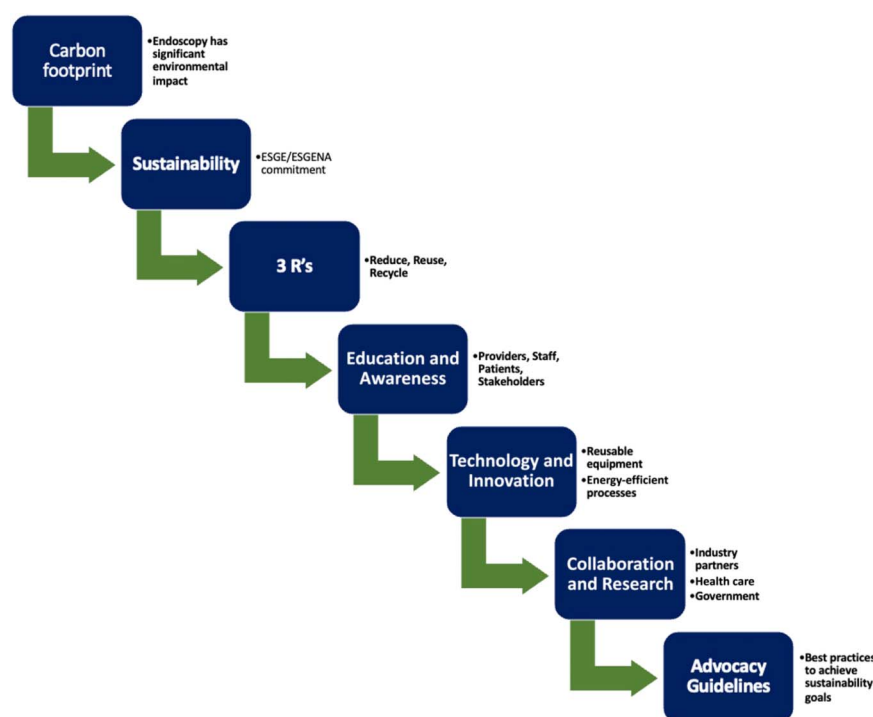 Carbon
footprint
•Endoscopy has
significant
environmental
impact
Sustainability
•ESGE/ESGENA
commitment
3 R's
•Reduce, Reuse,
Recycle
Education and
Awareness
•Providers, Staff,
Patients,
Stakeholders
Technology and
Innovation
•Reusable
equipment
•Energy-efficient
processes
Collaboration
and Research
•Industry
partners
•Health care
•Government
Advocacy
Guidelines
•Best practices
to achieve
sustainability
goals